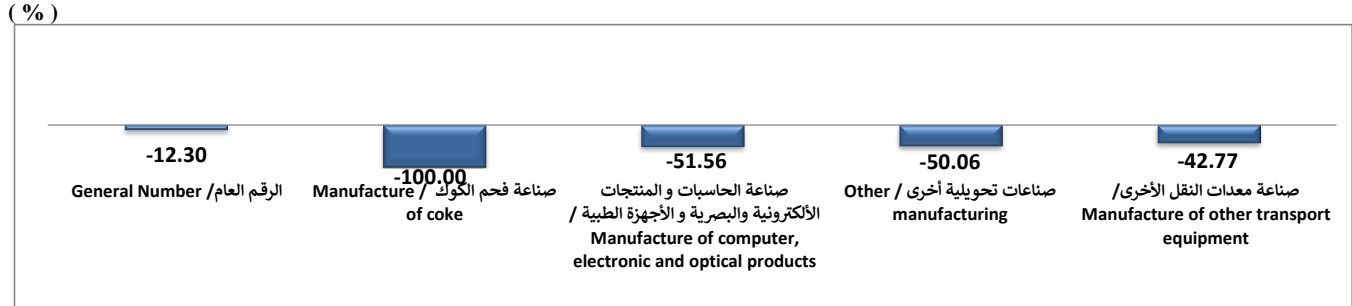 ( % )
-12.30
-100.00
-51.56
-50.06
-42.77
General Number /الرقم العام
صناعة فحم الكوك / Manufacture
of coke
صناعة الحاسبات و المنتجات
الألكترونية والبصرية و الأجهزة الطبية /
Manufacture of computer,
electronic and optical products
صناعات تحويلية أخرى / Other
manufacturing
صناعة معدات النقل الأخرى/
Manufacture of other transport
equipment